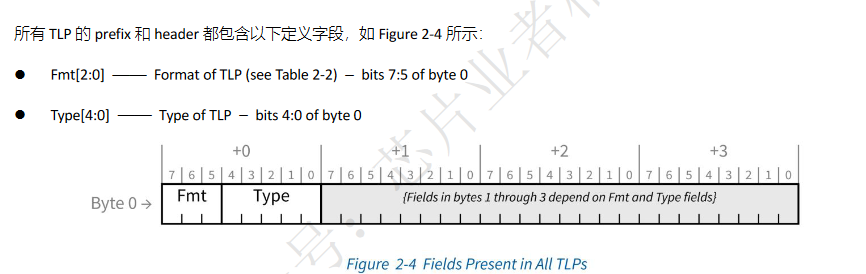 所有 TLP 的 prefix 和 header 都包含以下定义字段，如 Figure 2-4 所示：
● Fmt[2:0] —— Format of TLP (see Table 2-2) – bits 7:5 of byte 0
● Type[4:0] —— Type of TLP – bits 4:0 of byte 0
+0 +1 +2 +3
7 6 5 4 3 2 1 0 7 6 5 4 3 2 1 0 7 6 5 4 3 2 1 0 7 6 5 4 3 2 1 0
Byte 0 → Fmt Type {Fields in bytes 1 through 3 depend on Fmt and Type fields}
Figure 2-4 Fields Present in All TLPs
号：芯片业者